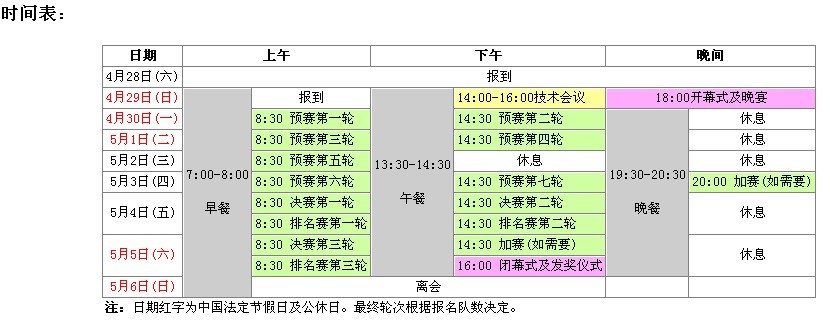 时间表：
日期 上午 下午 晚间
4月28日(六) 报到
4月29日(日) 报到 14:00-16:00技术会议 18:00开幕式及晚宴
4月30日(一) 8:30 预赛第一轮 14:30 预赛第二轮 休息
5月1日(二) 8:30 预赛第三轮 14:30 预赛第四轮 休息
5月2日(三) 8:30 预赛第五轮 休息 休息
7:00-8:00 早餐
13:30-14:30 午餐
19:30-20:30 晚餐
5月3日(四) 8:30 预赛第六轮 14:30 预赛第七轮 20:00 加赛(如需要)
5月4日(五) 8:30 决赛第一轮 14:30 决赛第二轮 休息
8:30 排名赛第一轮 14:30 排名赛第二轮
5月5日(六) 8:30 决赛第三轮 14:30 加赛(如需要) 休息
8:30 排名赛第三轮 16:00 闭幕式及发奖仪式
5月6日(日) 离会
注：日期红字为中国法定节假日及公休日。最终轮次根据报名队数决定。